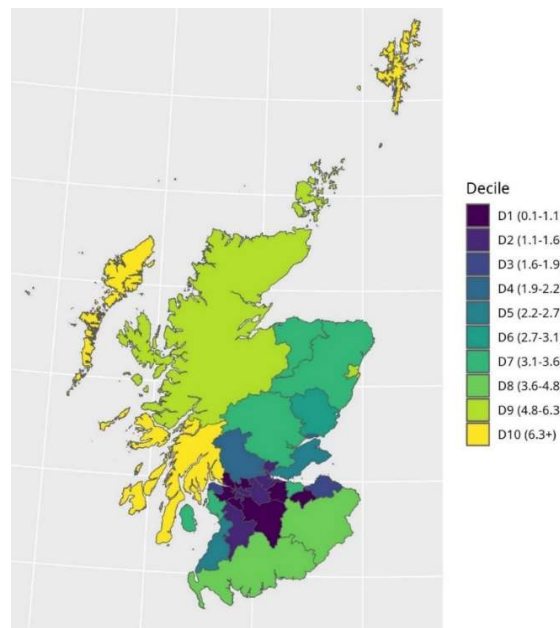 Decile
D1 (0.1-1.1
D2 (1.1-1.6
D3 (1.6-1.9
D4 (1.9-2.2
D5 (2.2-2.7
D6 (2.7-3.1
D7 (3.1-3.6
D8 (3.6-4.8
D9 (4.8-6.3
D10 (6.3+)